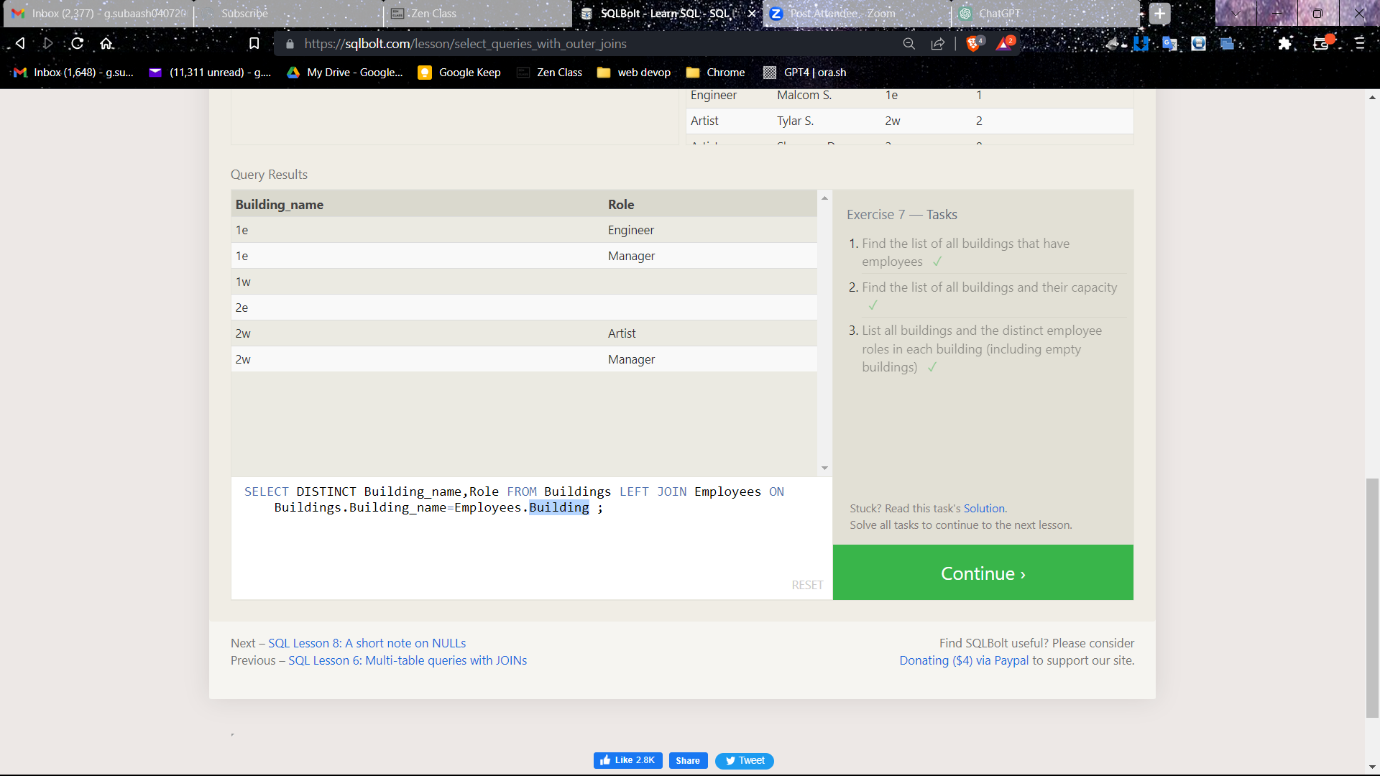 Inbox (2,377) - g.subaash04072
Subscribe
Zen Class
SQLBolt - Learn SQL - SQL
Post Attendee - Zoom
ChatGPT
https://sqlbolt.com/lesson/select_queries_with_outer_joins
4
2
Inbox (1,648) - g.su...
(11,311 unread) - g....
My Drive - Google...
Google Keep
Zen Class
web devop
Chrome
GPT4 | ora.sh
Engineer Malcom S. 1e 1
Artist Tylar S. 2w 2
Query Results
Building_name Role
1e Engineer
1e Manager
1w
2e
2w Artist
2w Manager
Exercise 7 — Tasks
1. Find the list of all buildings that have
employees ✓
2. Find the list of all buildings and their capacity
✓
3. List all buildings and the distinct employee
roles in each building (including empty
buildings) ✓
SELECT DISTINCT Building_name,Role FROM Buildings LEFT JOIN Employees ON
Buildings.Building_name=Employees.Building ;
RESET
Stuck? Read this task's Solution.
Solve all tasks to continue to the next lesson.
Continue ›
Next – SQL Lesson 8: A short note on NULLs
Previous – SQL Lesson 6: Multi-table queries with JOINs
Find SQLBolt useful? Please consider
Donating ($4) via Paypal to support our site.
Like 2.8K
Share
Tweet